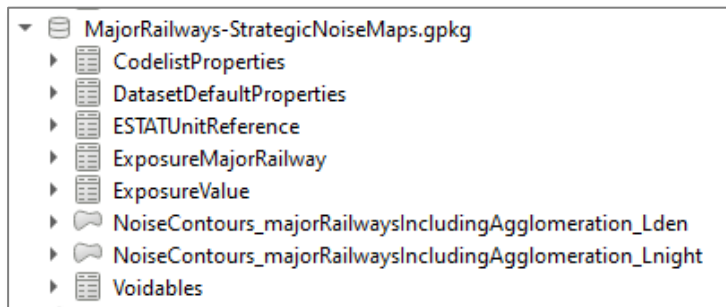 MajorRailways-StrategicNoiseMaps.gpkg
CodelistProperties
DatasetDefaultProperties
ESTATUnitReference
ExposureMajorRailway
ExposureValue
NoiseContours_majorRailwaysIncludingAgglomeration_Lden
NoiseContours_majorRailwaysIncludingAgglomeration_Lnight
Voidables